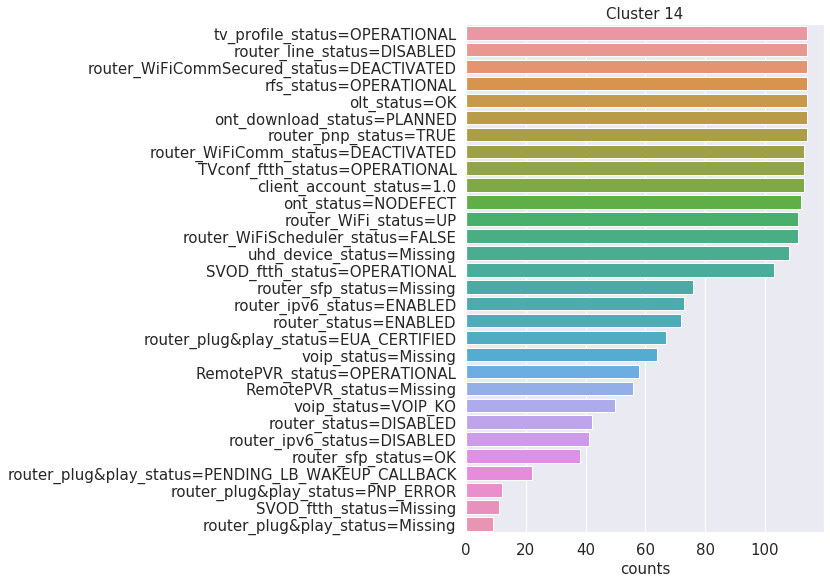 Cluster 14
tv_profile_status=OPERATIONAL
router_line_status=DISABLED
router_WiFiCommSecured_status=DEACTIVATED
rfs_status=OPERATIONAL
olt_status=OK
ont_download_status=PLANNED
router_pnp_status=TRUE
router_WiFiComm_status=DEACTIVATED
TVconf_ftth_status=OPERATIONAL
client_account_status=1.0
ont_status=NODEFECT
router_WiFi_status=UP
router_WiFiScheduler_status=FALSE
uhd_device_status=Missing
SVOD_ftth_status=OPERATIONAL
router_sfp_status=Missing
router_ipv6_status=ENABLED
router_status=ENABLED
router_plug&play_status=EUA_CERTIFIED
voip_status=Missing
RemotePVR_status=OPERATIONAL
RemotePVR_status=Missing
voip_status=VOIP_KO
router_status=DISABLED
router_ipv6_status=DISABLED
router_sfp_status=OK
router_plug&play_status=PENDING_LB_WAKEUP_CALLBACK
router_plug&play_status=PNP_ERROR
SVOD_ftth_status=Missing
router_plug&play_status=Missing
0 20 40 60 80 100
counts